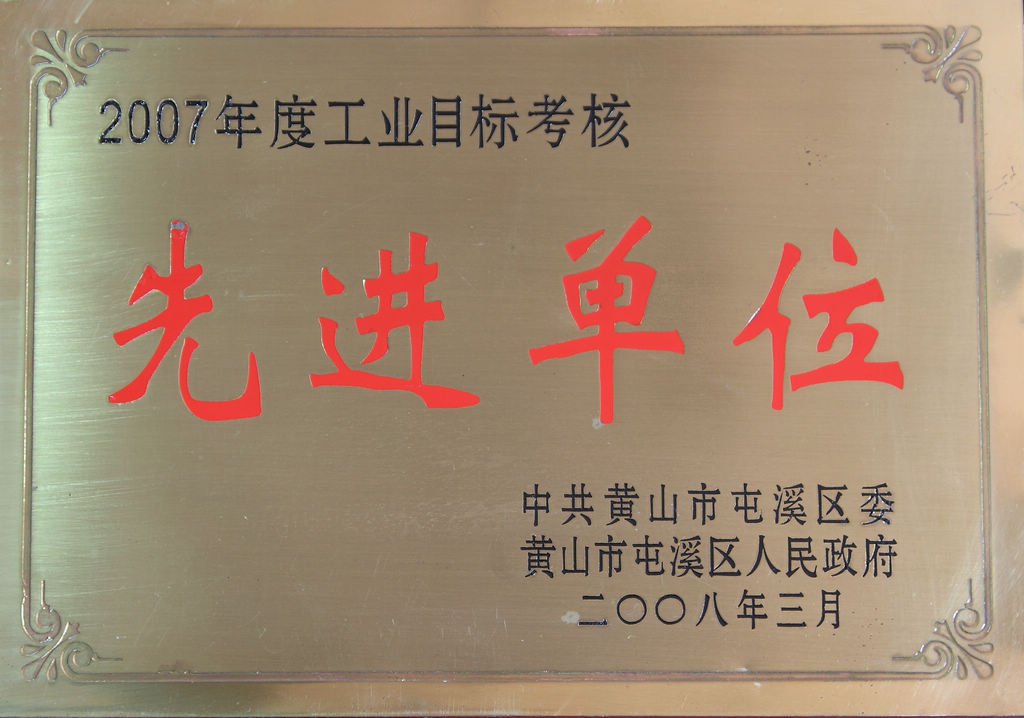 2007年度工业目标考核
先进单位
中共黄山市屯溪区委
黄山市屯溪区人民政府
二〇〇八年三月